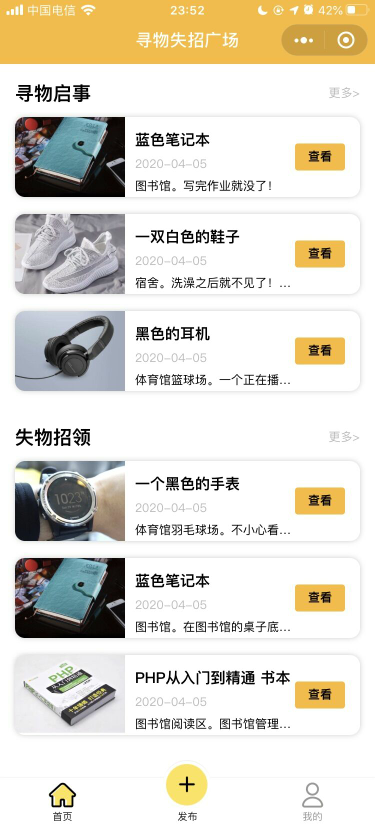 中国电信 23:52 42%
寻物失招广场
寻物启事 更多>
蓝色笔记本
2020-04-05
图书馆。写完作业就没了！
查看
一双白色的鞋子
2020-04-05
宿舍。洗澡之后就不见了！...
查看
黑色的耳机
2020-04-05
体育馆篮球场。一个正在播...
查看
失物招领 更多>
一个黑色的手表
2020-04-05
体育馆羽毛球场。不小心看...
查看
蓝色笔记本
2020-04-05
图书馆。在图书馆的桌子底...
查看
PHP
PHP从入门到精通 书本
2020-04-05
图书馆阅读区。图书馆管理...
查看
首页 发布 我的